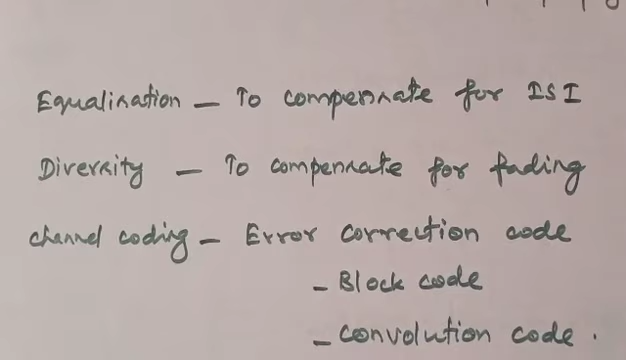 Equalisation — To compensate for ISI
Diversity — To compensate for fading
channel coding — Error correction code
- Block code
- convolution code.